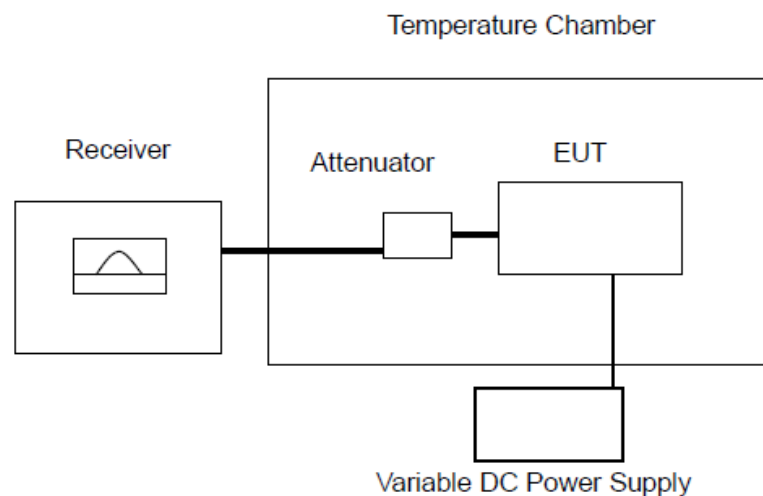 Temperature Chamber
Receiver
Attenuator
EUT
Variable DC Power Supply